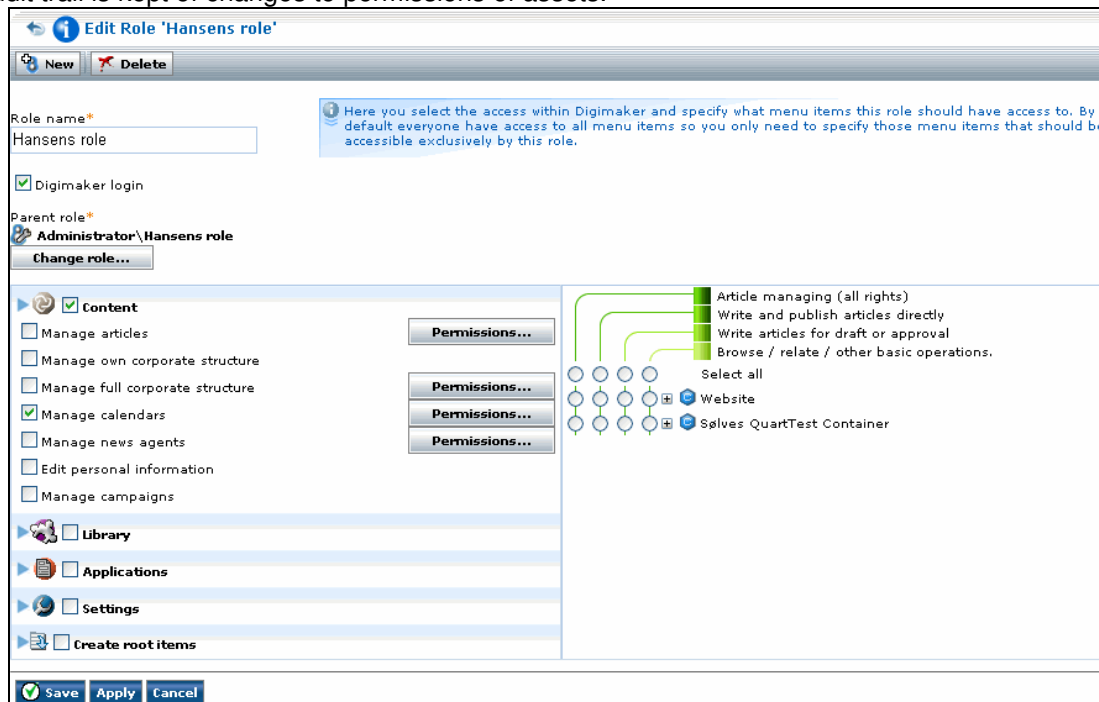 dit trail is kept of changes to permissions of assets.
Edit Role 'Hansens role'
New Delete
Role name*
Hansens role
Here you select the access within Digimaker and specify what menu items this role should have access to. By
default everyone have access to all menu items so you only need to specify those menu items that should be
accessible exclusively by this role.
Digimaker login
Parent role*
Administrator\Hansens role
Change role...
Content
Manage articles Permissions...
Manage own corporate structure
Manage full corporate structure Permissions...
Manage calendars Permissions...
Manage news agents Permissions...
Edit personal information
Manage campaigns
Library
Applications
Settings
Create root items
Article managing (all rights)
Write and publish articles directly
Write articles for draft or approval
Browse / relate / other basic operations.
Select all
Website
Sølves QuartTest Container
Save Apply Cancel